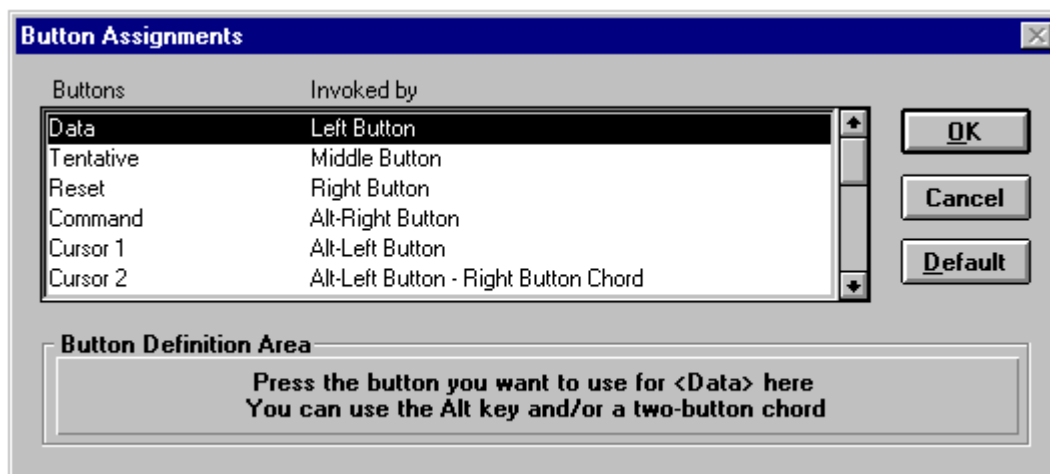 Button Assignments
Buttons Invoked by
Data Left Button
Tentative Middle Button
Reset Right Button
Command Alt-Right Button
Cursor 1 Alt-Left Button
Cursor 2 Alt-Left Button - Right Button Chord
OK
Cancel
Default
Button Definition Area
Press the button you want to use for <Data> here
You can use the Alt key and/or a two-button chord